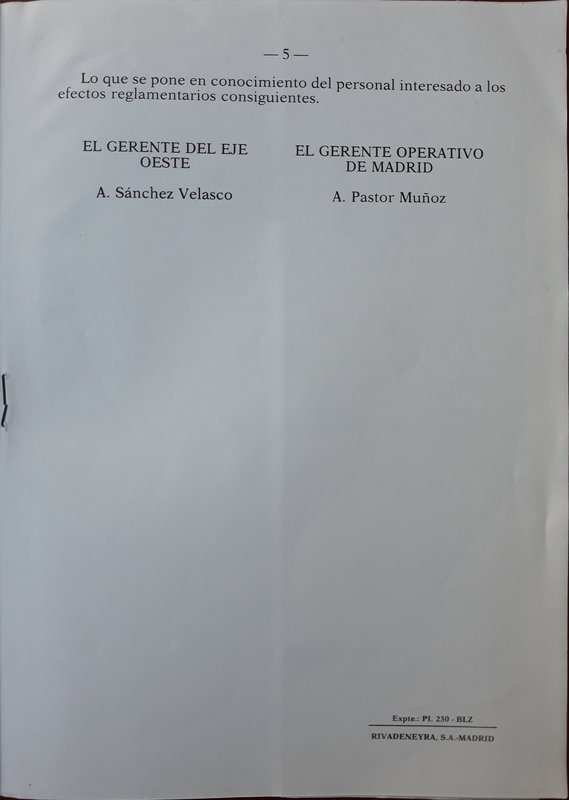 — 5 —
Lo que se pone en conocimiento del personal interesado a los
efectos reglamentarios consiguientes.
EL GERENTE DEL EJE
OESTE
A. Sánchez Velasco
EL GERENTE OPERATIVO
DE MADRID
A. Pastor Muñoz
Expte.: PI. 230 - BLZ
RIVADENEYRA, S.A.-MADRID